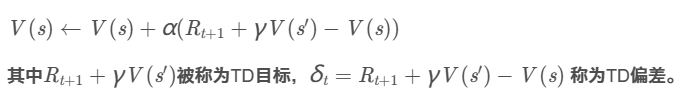 V(s) ← V(s) + α(R_{t+1} + γV(s′) − V(s))
其中R_{t+1} + γV(s′)被称为TD目标，δ_t = R_{t+1} + γV(s′) − V(s) 称为TD偏差。